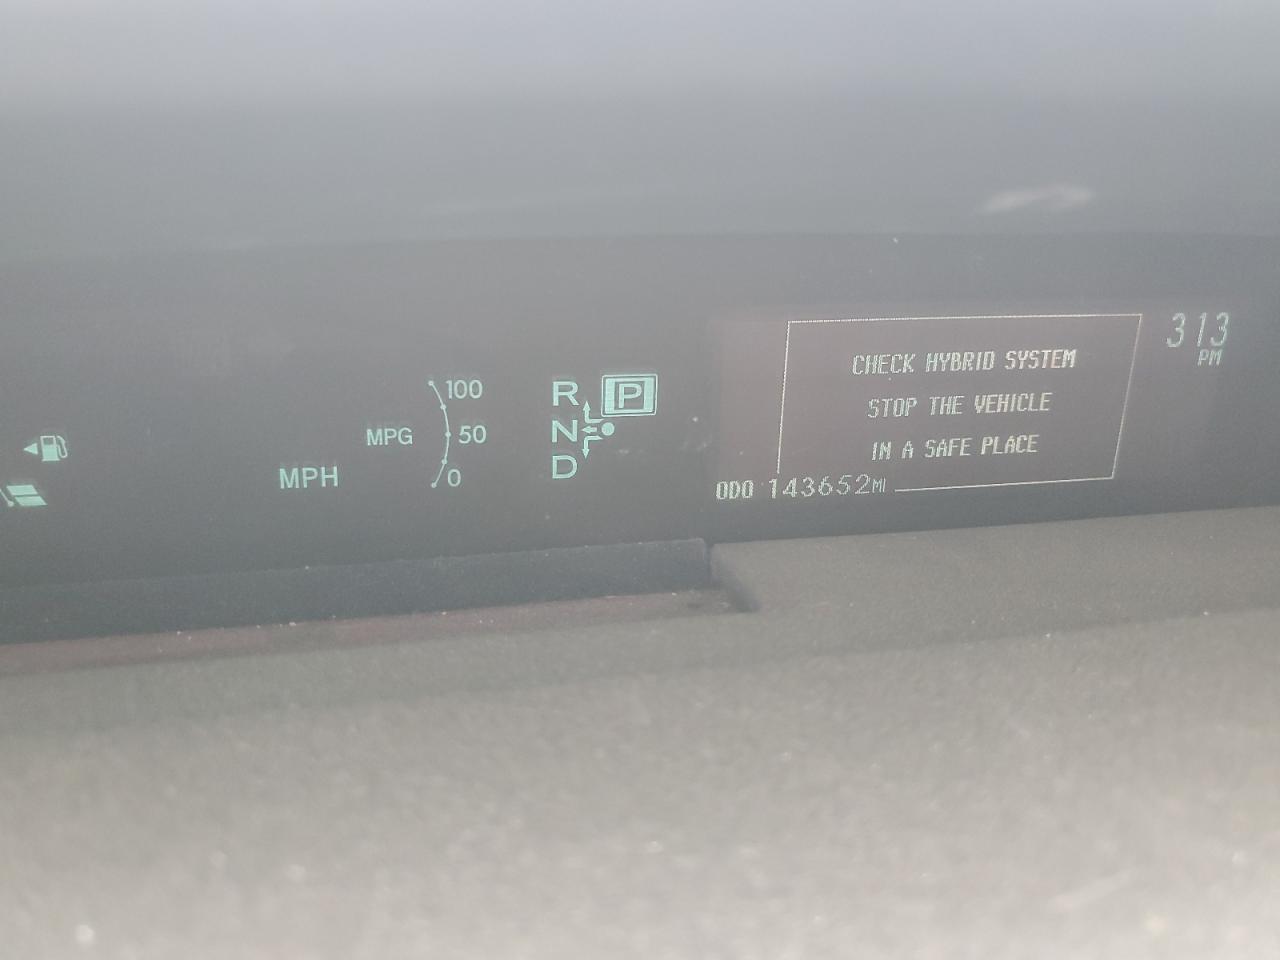 100
MPG 50
0
MPH
R P
N
D
CHECK HYBRID SYSTEM
STOP THE VEHICLE
IN A SAFE PLACE
ODO 143652MI
313
PM